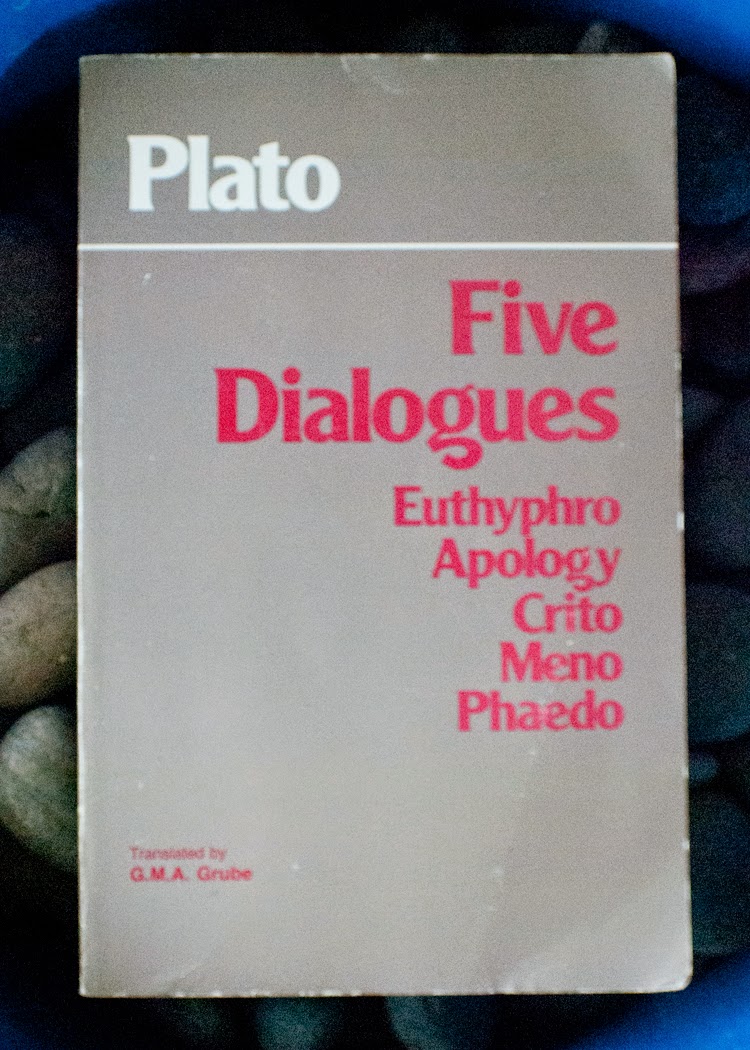 Plato
Five
Dialogues
Euthyphro
Apology
Crito
Meno
Phaedo
Translated by
G.M.A. Grube